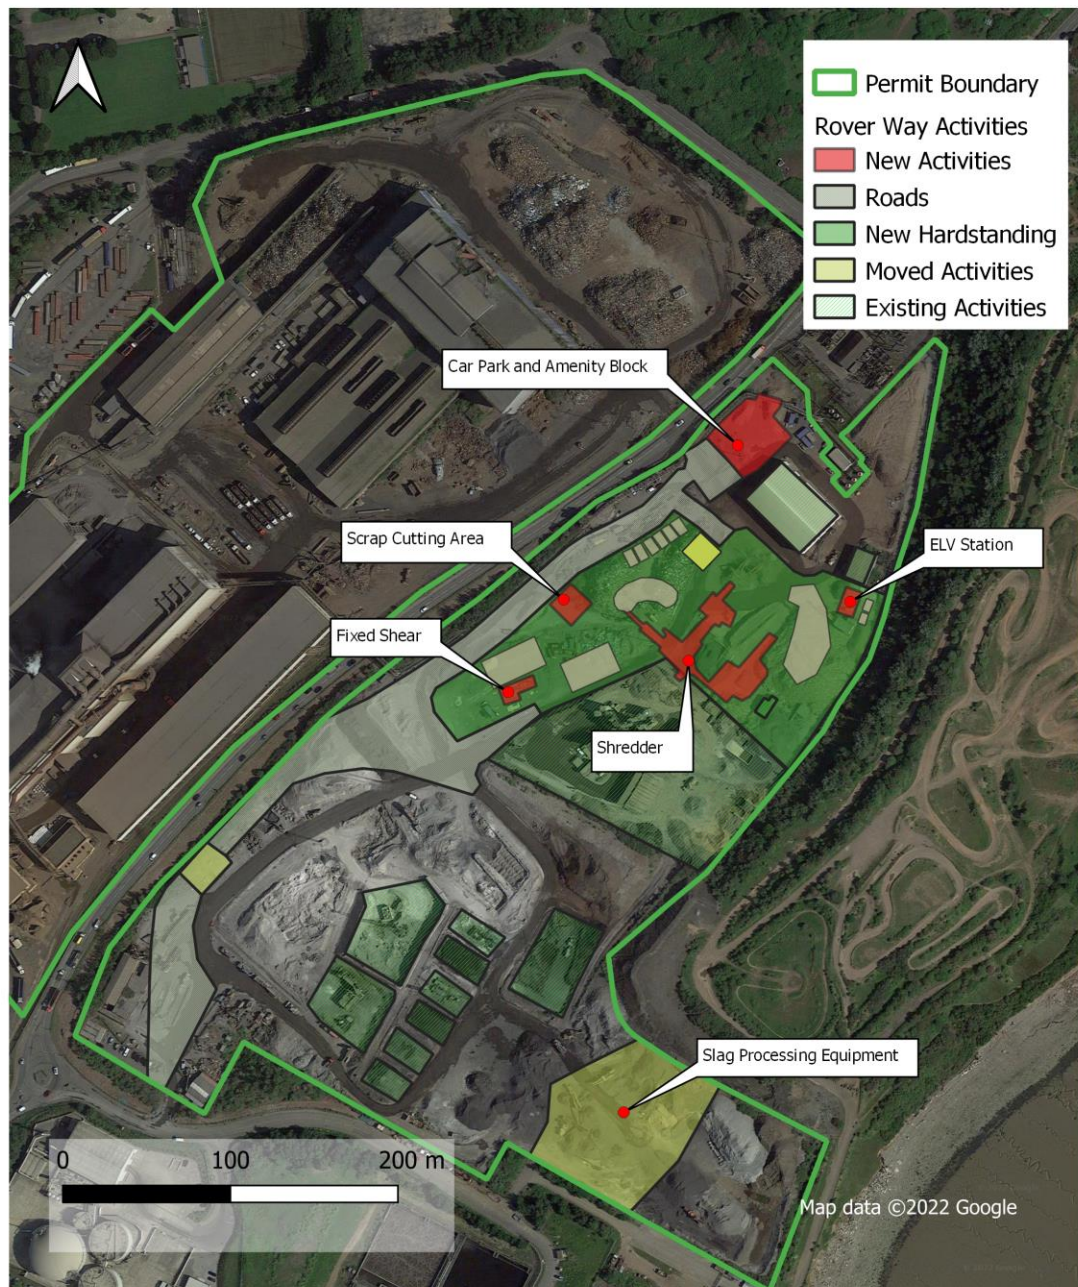 Permit Boundary
Rover Way Activities
New Activities
Roads
New Hardstanding
Moved Activities
Existing Activities
Car Park and Amenity Block
Scrap Cutting Area
ELV Station
Fixed Shear
Shredder
Slag Processing Equipment
0 100 200 m
Map data ©2022 Google